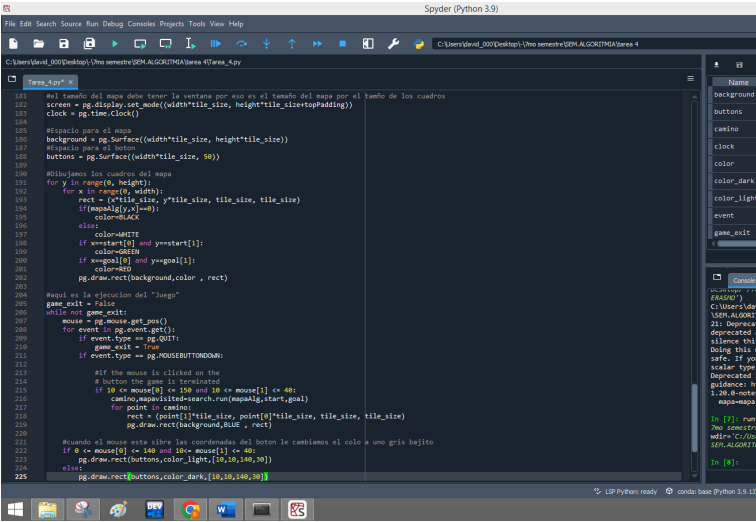 Spyder (Python 3.9)
File Edit Search Source Run Debug Consoles Projects Tools View Help
C:\Users\david_000\Desktop\-\7mo semestre\SEM.ALGORITMIA\tarea 4
C:\Users\david_000\Desktop\-\7mo semestre\SEM.ALGORITMIA\tarea 4\Tarea_4.py
Tarea_4.py*
181 #el tamaño del mapa debe tener la ventana por eso es el tamaño del mapa por el tamño de los cuadros
182 screen = pg.display.set_mode((width*tile_size, height*tile_size+topPadding))
183 clock = pg.time.Clock()
184
185 #Espacio para el mapa
186 background = pg.Surface((width*tile_size, height*tile_size))
187 #Espacio para el boton
188 buttons = pg.Surface((width*tile_size, 50))
189
190 #Dibujamos los cuadros del mapa
191 for y in range(0, height):
192 for x in range(0, width):
193 rect = (x*tile_size, y*tile_size, tile_size, tile_size)
194 if(mapaAlg[y,x]==0):
195 color=BLACK
196 else:
197 color=WHITE
198 if x==start[0] and y==start[1]:
199 color=GREEN
200 if x==goal[0] and y==goal[1]:
201 color=RED
202 pg.draw.rect(background,color , rect)
203
204 #aqui es la ejecucion del "Juego"
205 game_exit = False
206 while not game_exit:
207 mouse = pg.mouse.get_pos()
208 for event in pg.event.get():
209 if event.type == pg.QUIT:
210 game_exit = True
211 if event.type == pg.MOUSEBUTTONDOWN:
212
213 #if the mouse is clicked on the
214 # button the game is terminated
215 if 10 <= mouse[0] <= 150 and 10 <= mouse[1] <= 40:
216 camino,mapavisited=search.run(mapaAlg,start,goal)
217 for point in camino:
218 rect = (point[1]*tile_size, point[0]*tile_size, tile_size, tile_size)
219 pg.draw.rect(background,BLUE , rect)
220
221 #cuando el mouse esta sibre las coordenadas del boton le cambiamos el colo a uno gris bajito
222 if 0 <= mouse[0] <= 140 and 10<= mouse[1] <= 40:
223 pg.draw.rect(buttons,color_light,[10,10,140,30])
224 else:
225 pg.draw.rect(buttons,color_dark,[10,10,140,30])
Name
background
buttons
camino
clock
color
color_dark
color_light
event
game_exit
Console
ERASMO')
C:\Users\da
\SEM.ALGORIT
21: Depreca
deprecated
silence thi
Doing this
safe. If yo
scalar type
Deprecated
guidance: h
1.20.0-note
mapa=mapa
In [7]: run
7mo semestr
wdir='C:/Us
SEM.ALGORIT
In [8]:
LSP Python: ready
conda: base (Python 3.9.13
DEV